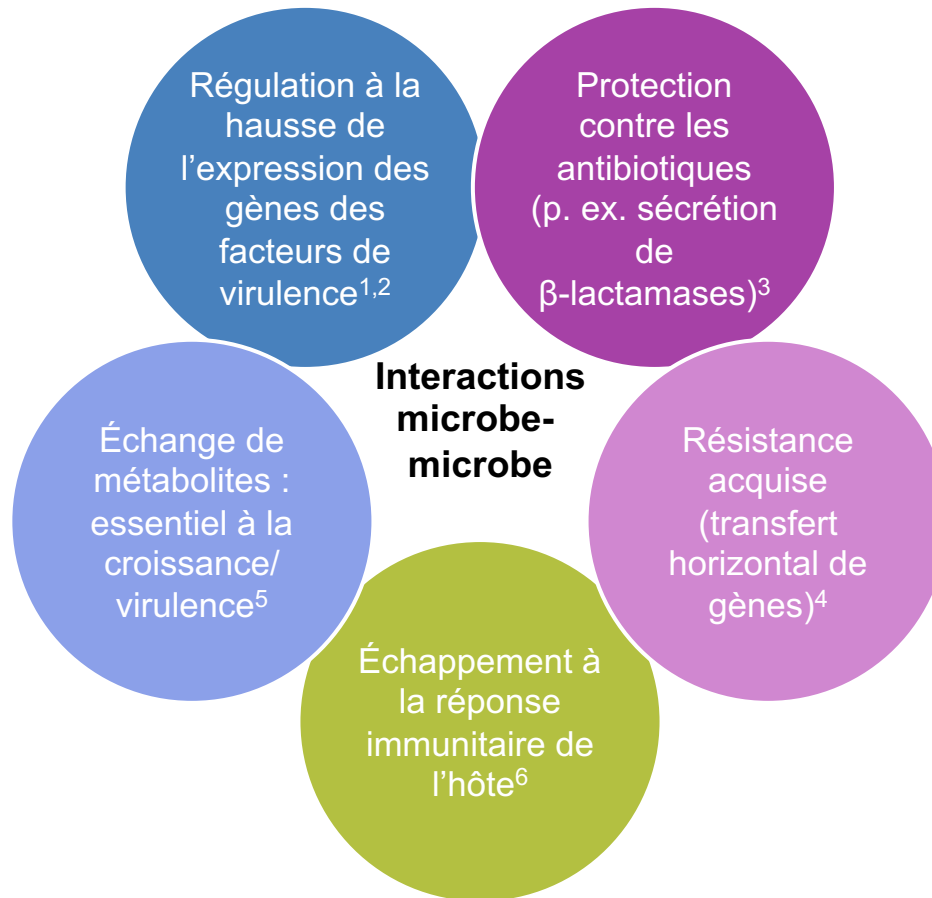 Régulation à la
hausse de
l’expression des
gènes des
facteurs de
virulence1,2
Protection
contre les
antibiotiques
(p. ex. sécrétion
de
β-lactamases)3
Interactions
microbe-
microbe
Échange de
métabolites :
essentiel à la
croissance/
virulence5
Résistance
acquise
(transfert
horizontal de
gènes)4
Échappement à
la réponse
immunitaire de
l’hôte6